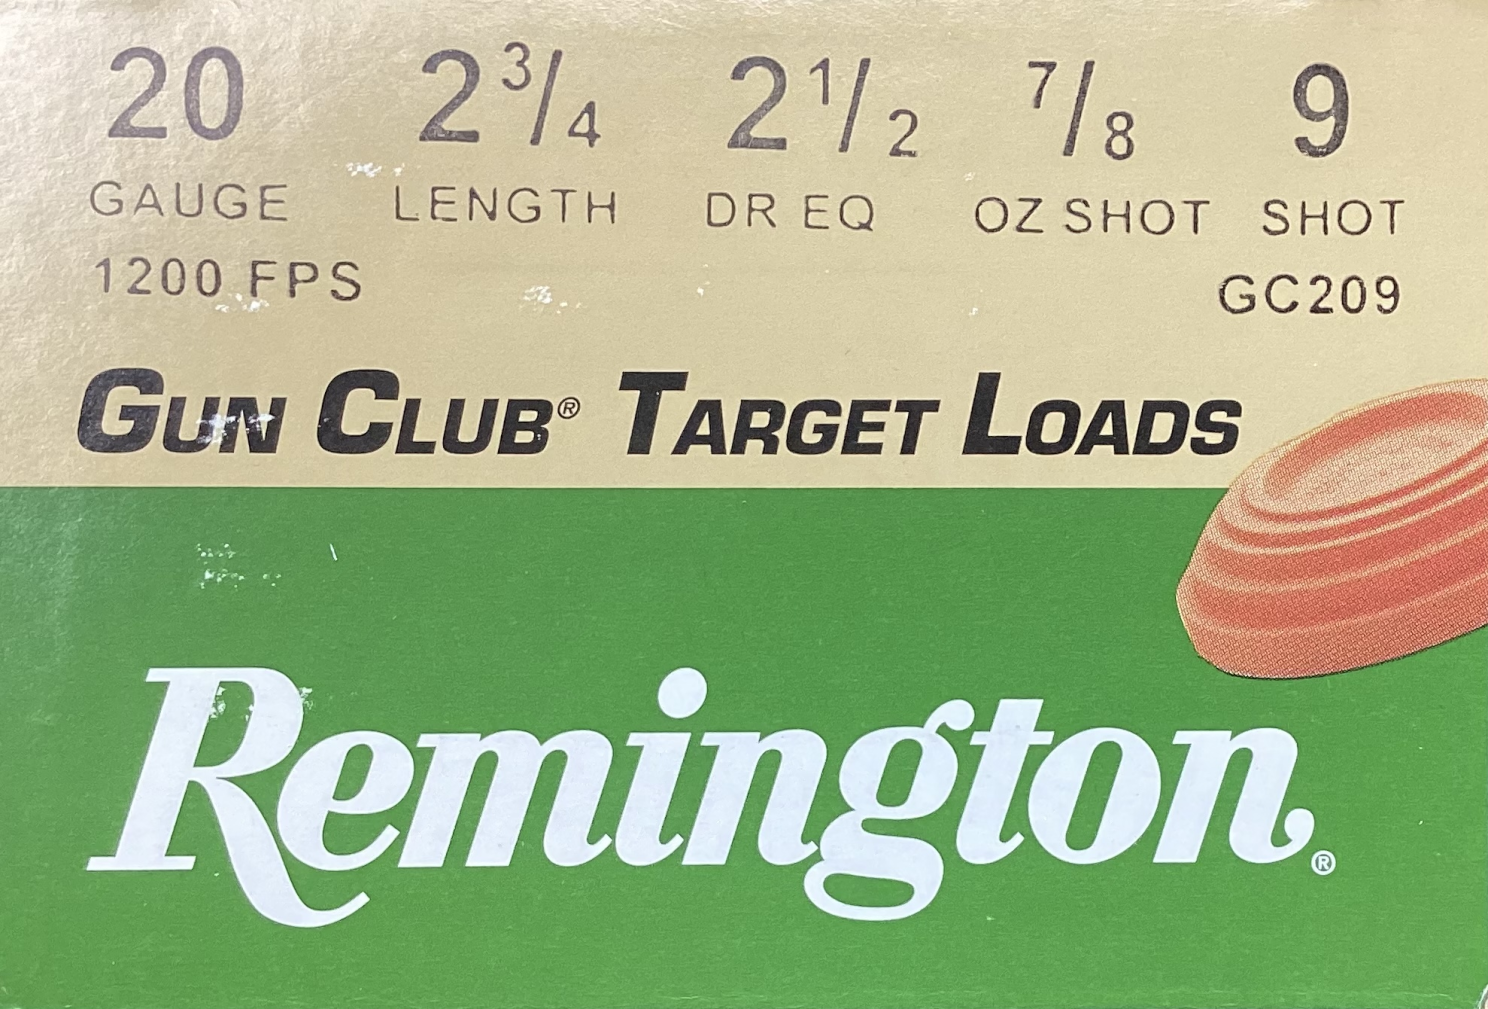 20 2 3/4 2 1/2 7/8 9
GAUGE LENGTH DR EQ OZ SHOT SHOT
1200 FPS GC209
GUN CLUB® TARGET LOADS
Remington®